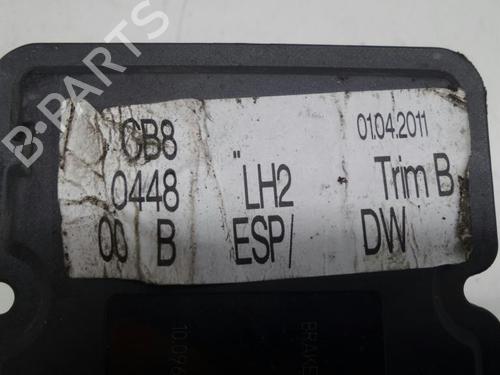 B-PARTS
CB8 01.04.2011
0448 "LH2 Trim B
00 B ESP/ DW